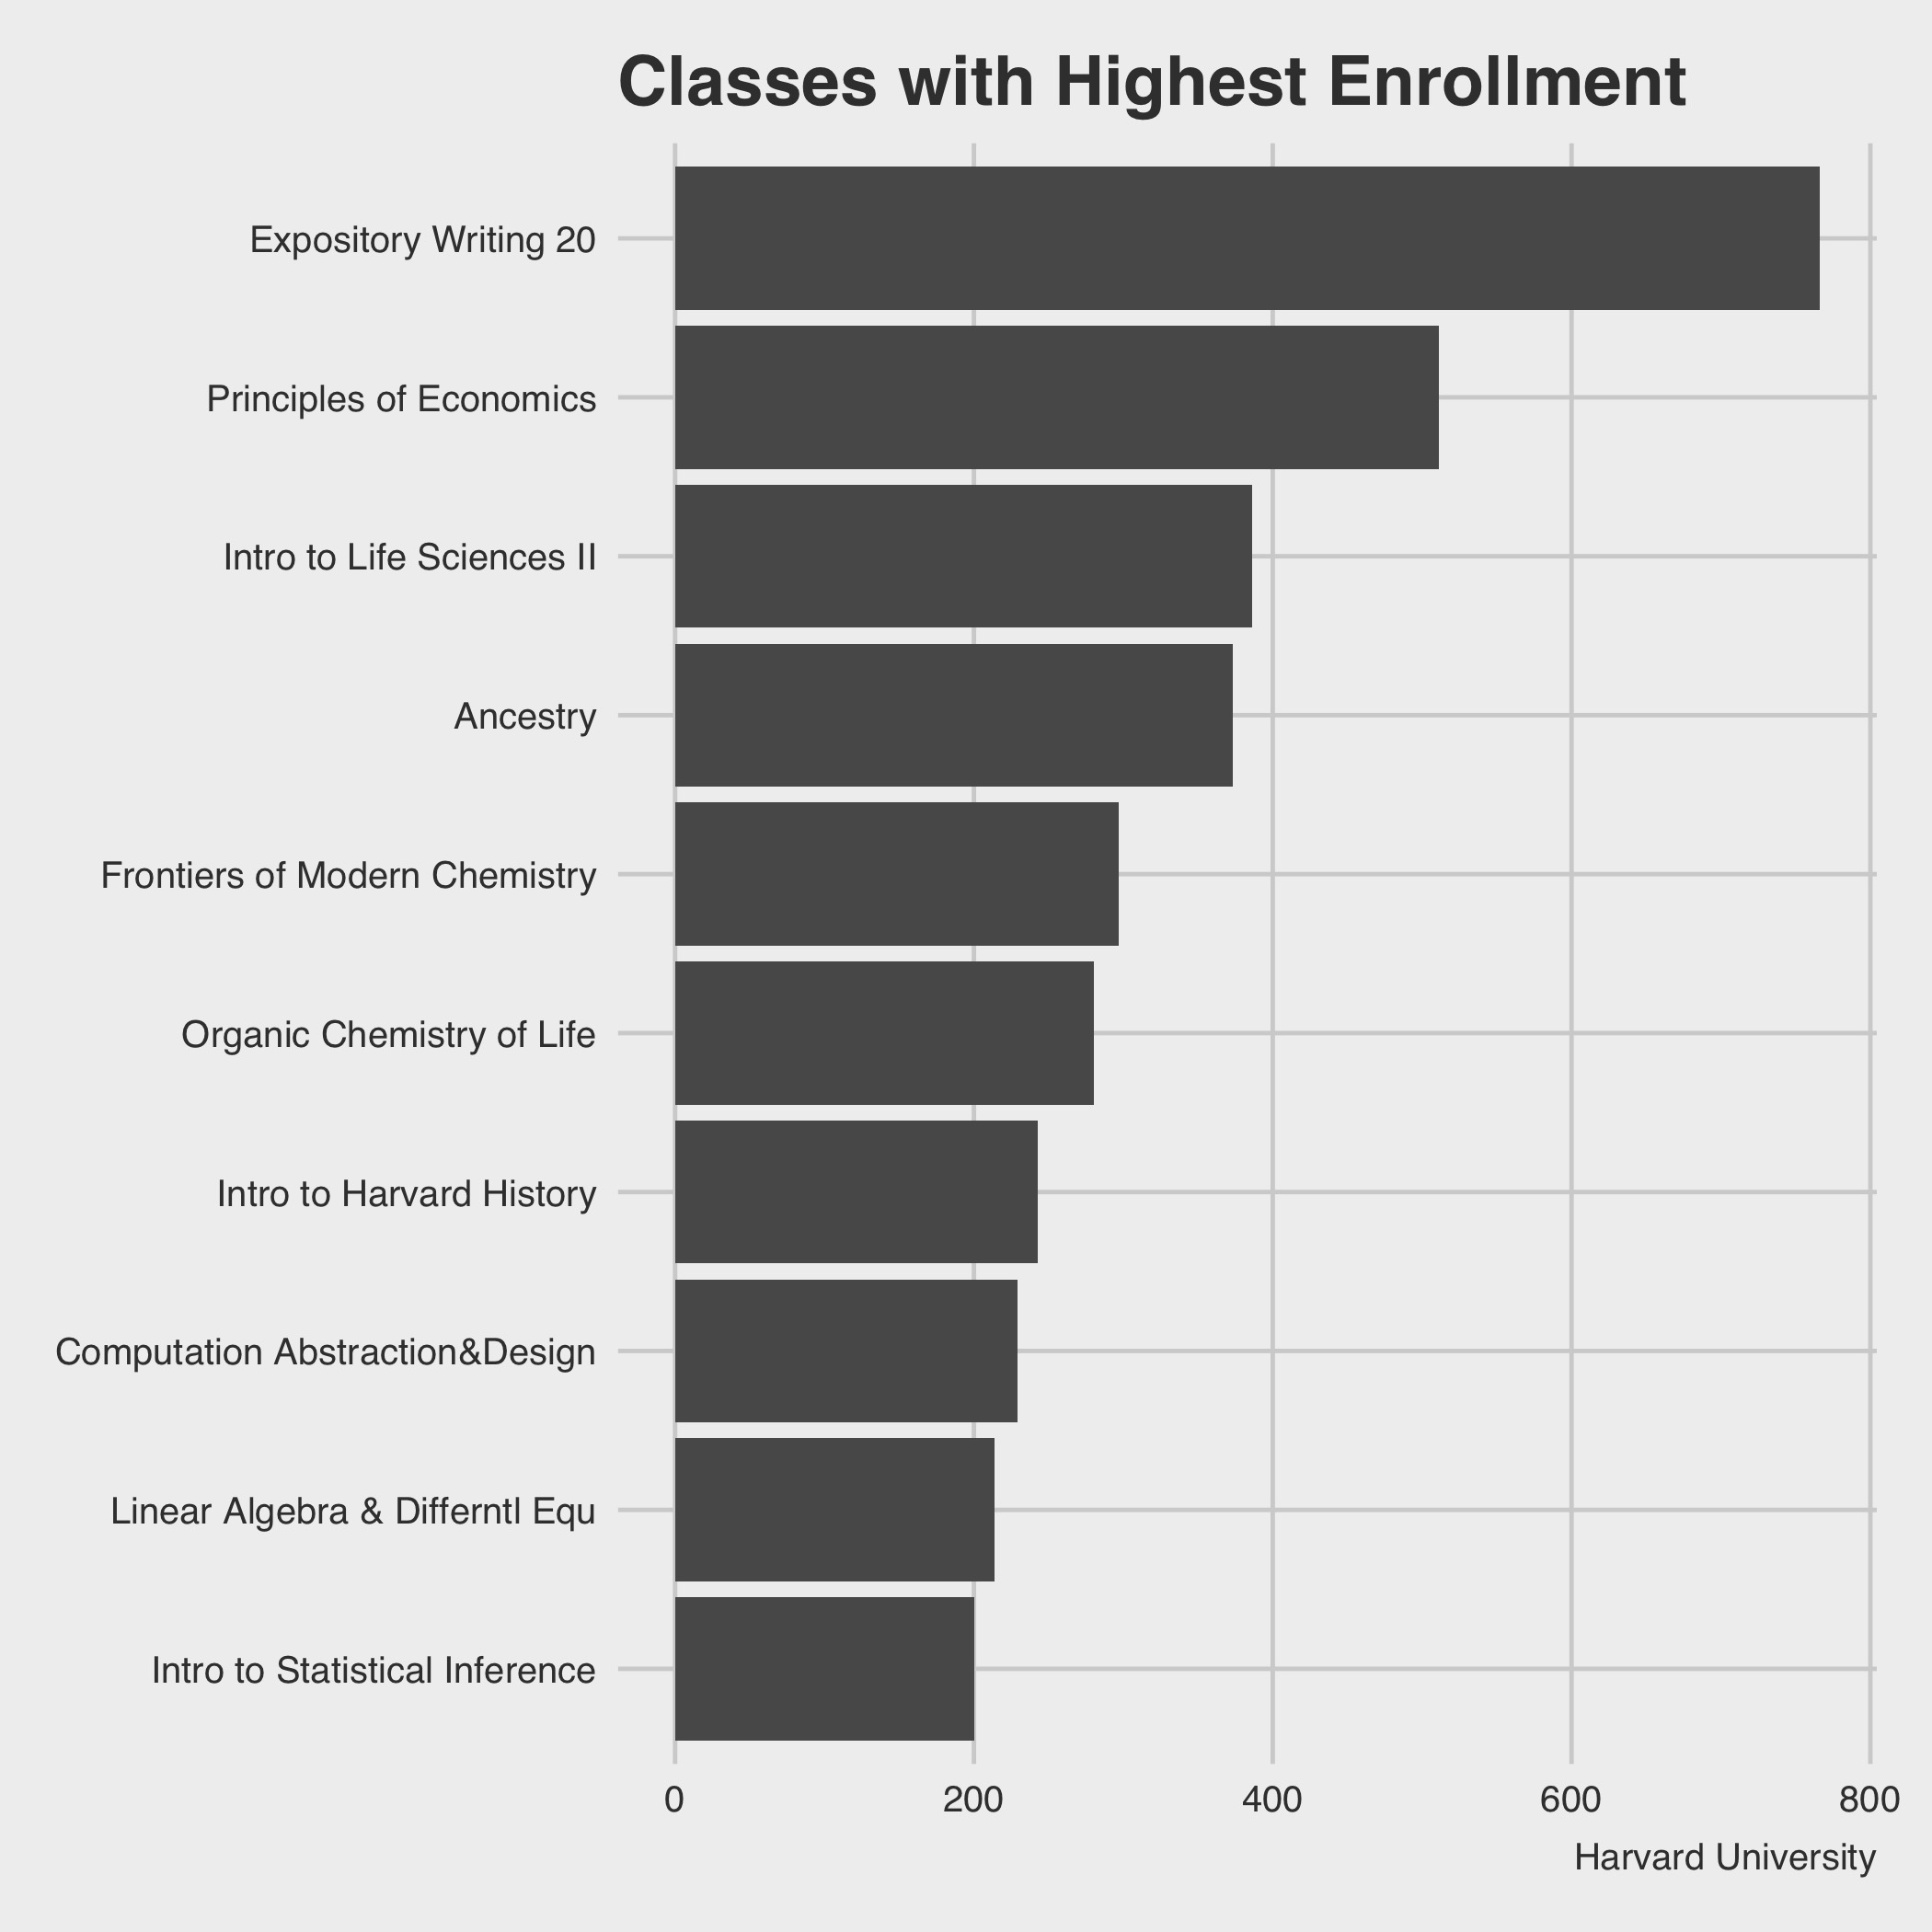 Classes with Highest Enrollment
Expository Writing 20
Principles of Economics
Intro to Life Sciences II
Ancestry
Frontiers of Modern Chemistry
Organic Chemistry of Life
Intro to Harvard History
Computation Abstraction&Design
Linear Algebra & Differntl Equ
Intro to Statistical Inference
0 200 400 600 800
Harvard University